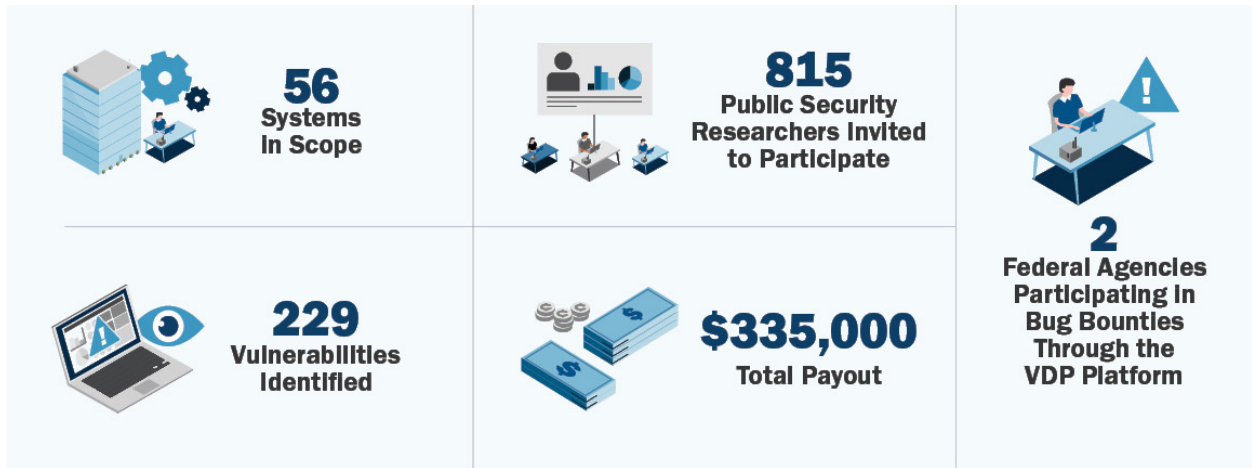 56
Systems
in Scope
815
Public Security
Researchers Invited
to Participate
229
Vulnerabilities
Identified
$335,000
Total Payout
2
Federal Agencies
Participating in
Bug Bounties
Through the
VDP Platform